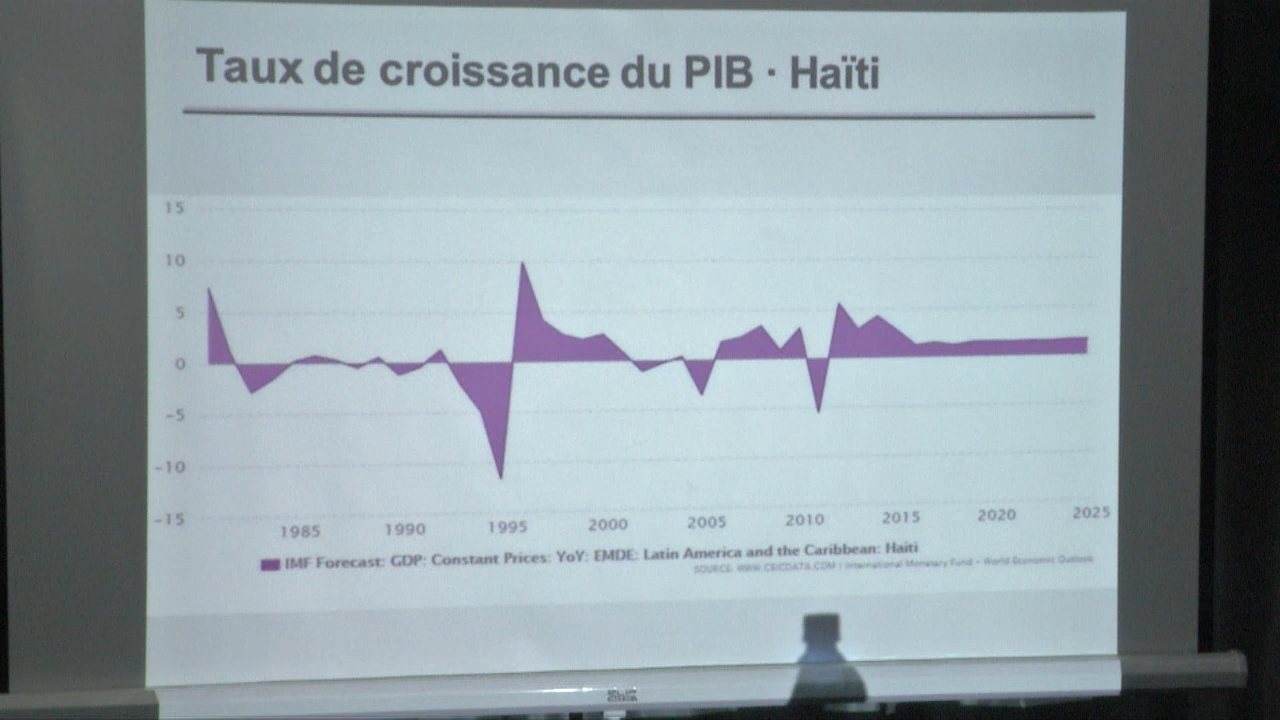 Taux de croissance du PIB · Haïti
15
10
5
0
-5
-10
-15
1985 1990 1995 2000 2005 2010 2015 2020 2025
IMF Forecast: GDP: Constant Prices: YoY: EMDE: Latin America and the Caribbean: Haiti
SOURCE: WWW.CEICDATA.COM | International Monetary Fund - World Economic Outlook